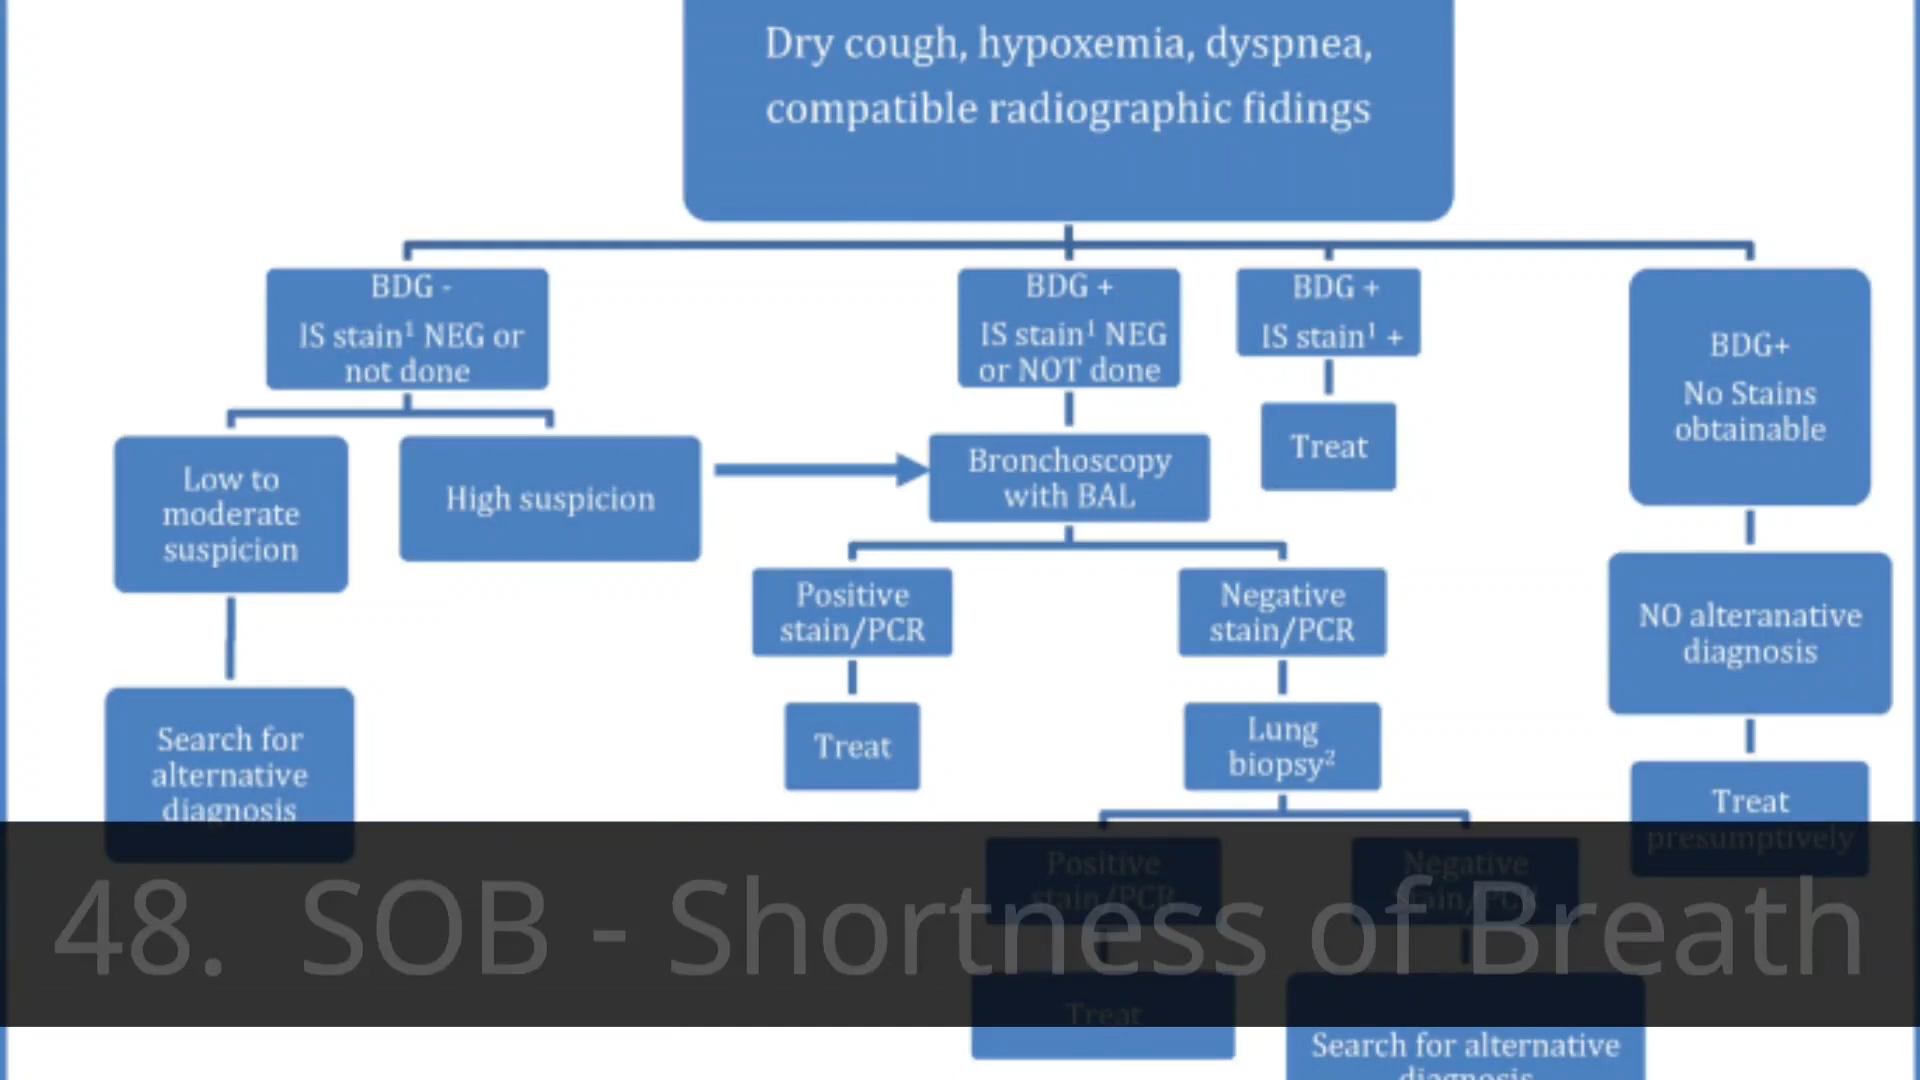 Dry cough, hypoxemia, dyspnea,
compatible radiographic fidings
BDG -
IS stain¹ NEG or
not done
BDG +
IS stain¹ NEG
or NOT done
BDG +
IS stain¹ +
BDG+
No Stains
obtainable
Low to
moderate
suspicion
High suspicion
Bronchoscopy
with BAL
Treat
Positive
stain/PCR
Negative
stain/PCR
NO alteranative
diagnosis
Search for
alternative
diagnosis
Treat
Lung
biopsy²
Treat
presumptively
Positive
stain/PCR
Negative
stain/PCR
48. SOB - Shortness of Breath
Treat
Search for alternative
diagnosis